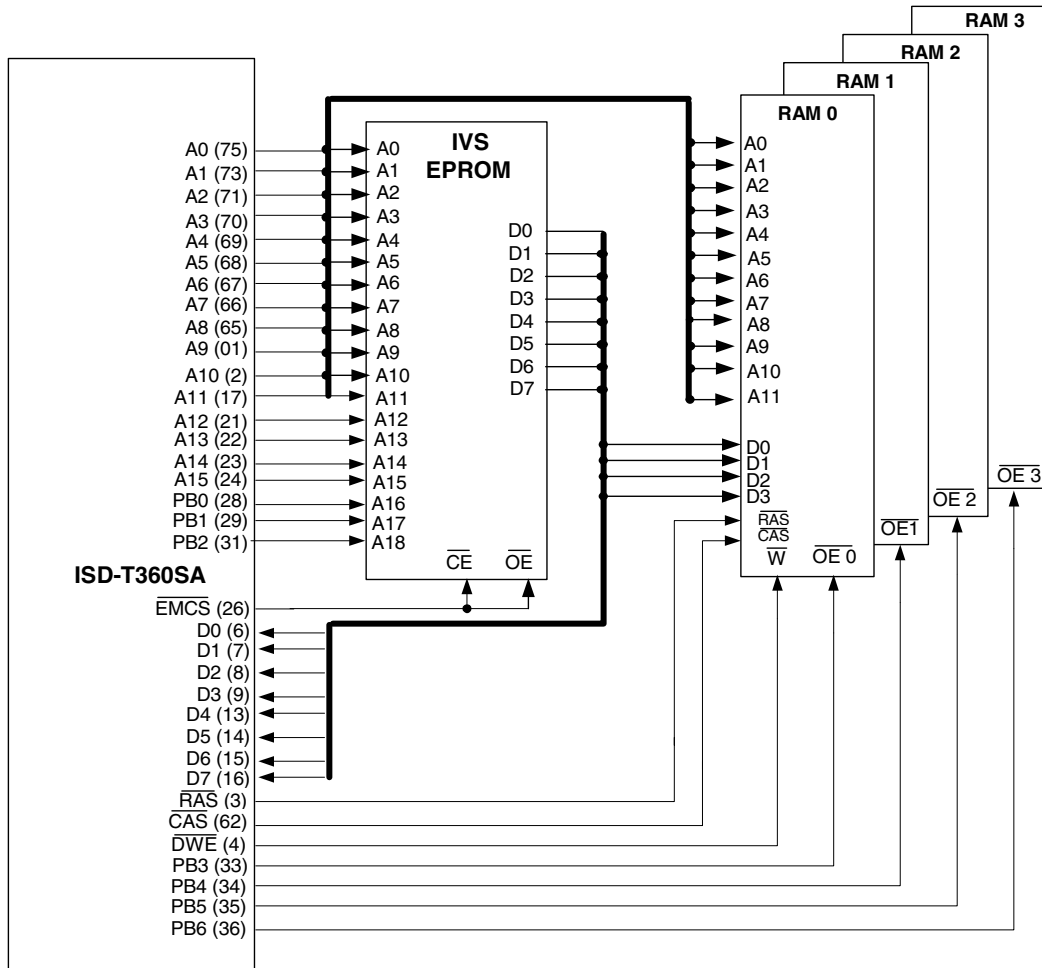 RAM 3
RAM 2
RAM 1
RAM 0
IVS
EPROM
A0 (75)
A1 (73)
A2 (71)
A3 (70)
A4 (69)
A5 (68)
A6 (67)
A7 (66)
A8 (65)
A9 (01)
A10 (2)
A11 (17)
A12 (21)
A13 (22)
A14 (23)
A15 (24)
PB0 (28)
PB1 (29)
PB2 (31)
ISD-T360SA
EMCS (26)
D0 (6)
D1 (7)
D2 (8)
D3 (9)
D4 (13)
D5 (14)
D6 (15)
D7 (16)
RAS (3)
CAS (62)
DWE (4)
PB3 (33)
PB4 (34)
PB5 (35)
PB6 (36)
A0
A1
A2
A3
A4
A5
A6
A7
A8
A9
A10
A11
A12
A13
A14
A15
A16
A17
A18
D0
D1
D2
D3
D4
D5
D6
D7
CE
OE
A0
A1
A2
A3
A4
A5
A6
A7
A8
A9
A10
A11
D0
D1
D2
D3
RAS
CAS
W
OE 0
OE1
OE 2
OE 3